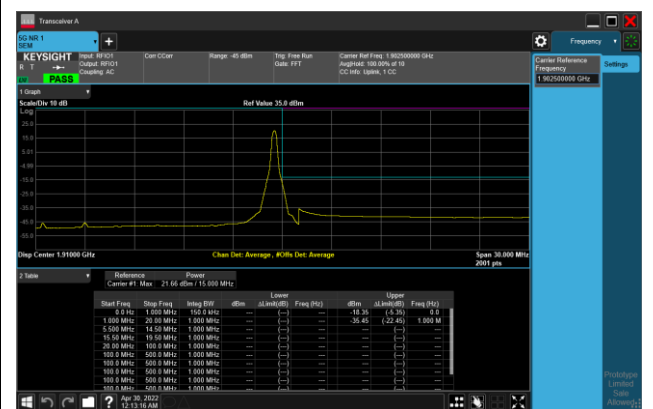 Transceiver A
5G NR 1
SEM
Frequency
KEYSIGHT Input: RFIO1 Corr CCorr Range: -45 dBm Trig: Free Run Carrier Ref Freq: 1.902500000 GHz
R T Output: RFIO1 Gate: FFT AvgHold: 100.00% of 10
Coupling: AC CC Info: Uplink, 1 CC
PASS
Carrier Reference
Frequency
1.902500000 GHz
Settings
1 Graph
Scale/Div 10 dB Ref Value 35.0 dBm
Log
25.0
15.0
5.01
-4.99
-15.0
-25.0
-35.0
-45.0
-55.0
Disp Center 1.91000 GHz Chan Det: Average , #Offs Det: Average Span 30.000 MHz
2001 pts
2 Table Reference Power
Carrier #1 Max 21.66 dBm / 15.000 MHz
Lower Upper
Start Freq Stop Freq Integ BW dBm ΔLimit(dB) Freq (Hz) dBm ΔLimit(dB) Freq (Hz)
0.0 Hz 1.000 MHz 150.0 kHz --- (---) --- -18.35 (-5.35) 0.0
1.000 MHz 20.00 MHz 1.000 MHz --- (---) --- -35.45 (-22.45) 1.000 M
5.500 MHz 14.50 MHz 1.000 MHz --- (---) --- --- (---) ---
15.50 MHz 19.50 MHz 1.000 MHz --- (---) --- --- (---) ---
20.00 MHz 100.0 MHz 1.000 MHz --- (---) --- --- (---) ---
100.0 MHz 500.0 MHz 1.000 MHz --- (---) --- --- (---) ---
100.0 MHz 500.0 MHz 1.000 MHz --- (---) --- --- (---) ---
100.0 MHz 500.0 MHz 1.000 MHz --- (---) --- --- (---) ---
100.0 MHz 500.0 MHz 1.000 MHz --- (---) --- --- (---) ---
Prototype
Limited
Sale
Allowed
Apr 30, 2022
12:13:16 AM